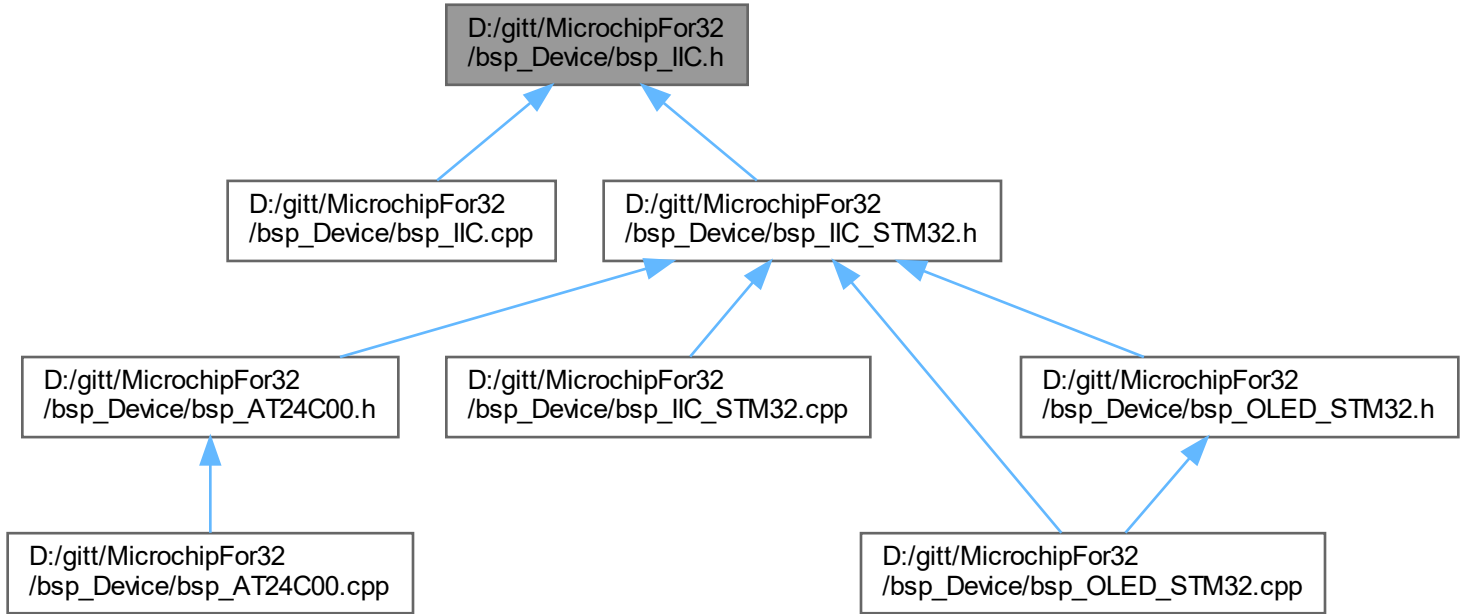 D:/gitt/MicrochipFor32
/bsp_Device/bsp_IIC.h
D:/gitt/MicrochipFor32
/bsp_Device/bsp_IIC.cpp
D:/gitt/MicrochipFor32
/bsp_Device/bsp_IIC_STM32.h
D:/gitt/MicrochipFor32
/bsp_Device/bsp_AT24C00.h
D:/gitt/MicrochipFor32
/bsp_Device/bsp_IIC_STM32.cpp
D:/gitt/MicrochipFor32
/bsp_Device/bsp_OLED_STM32.h
D:/gitt/MicrochipFor32
/bsp_Device/bsp_AT24C00.cpp
D:/gitt/MicrochipFor32
/bsp_Device/bsp_OLED_STM32.cpp